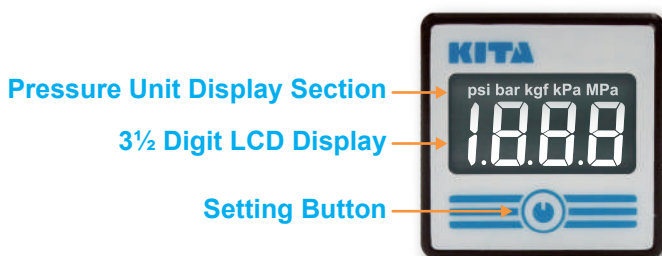 KITA
Pressure Unit Display Section
psi bar kgf kPa MPa
3½ Digit LCD Display
1.8.8.8
Setting Button